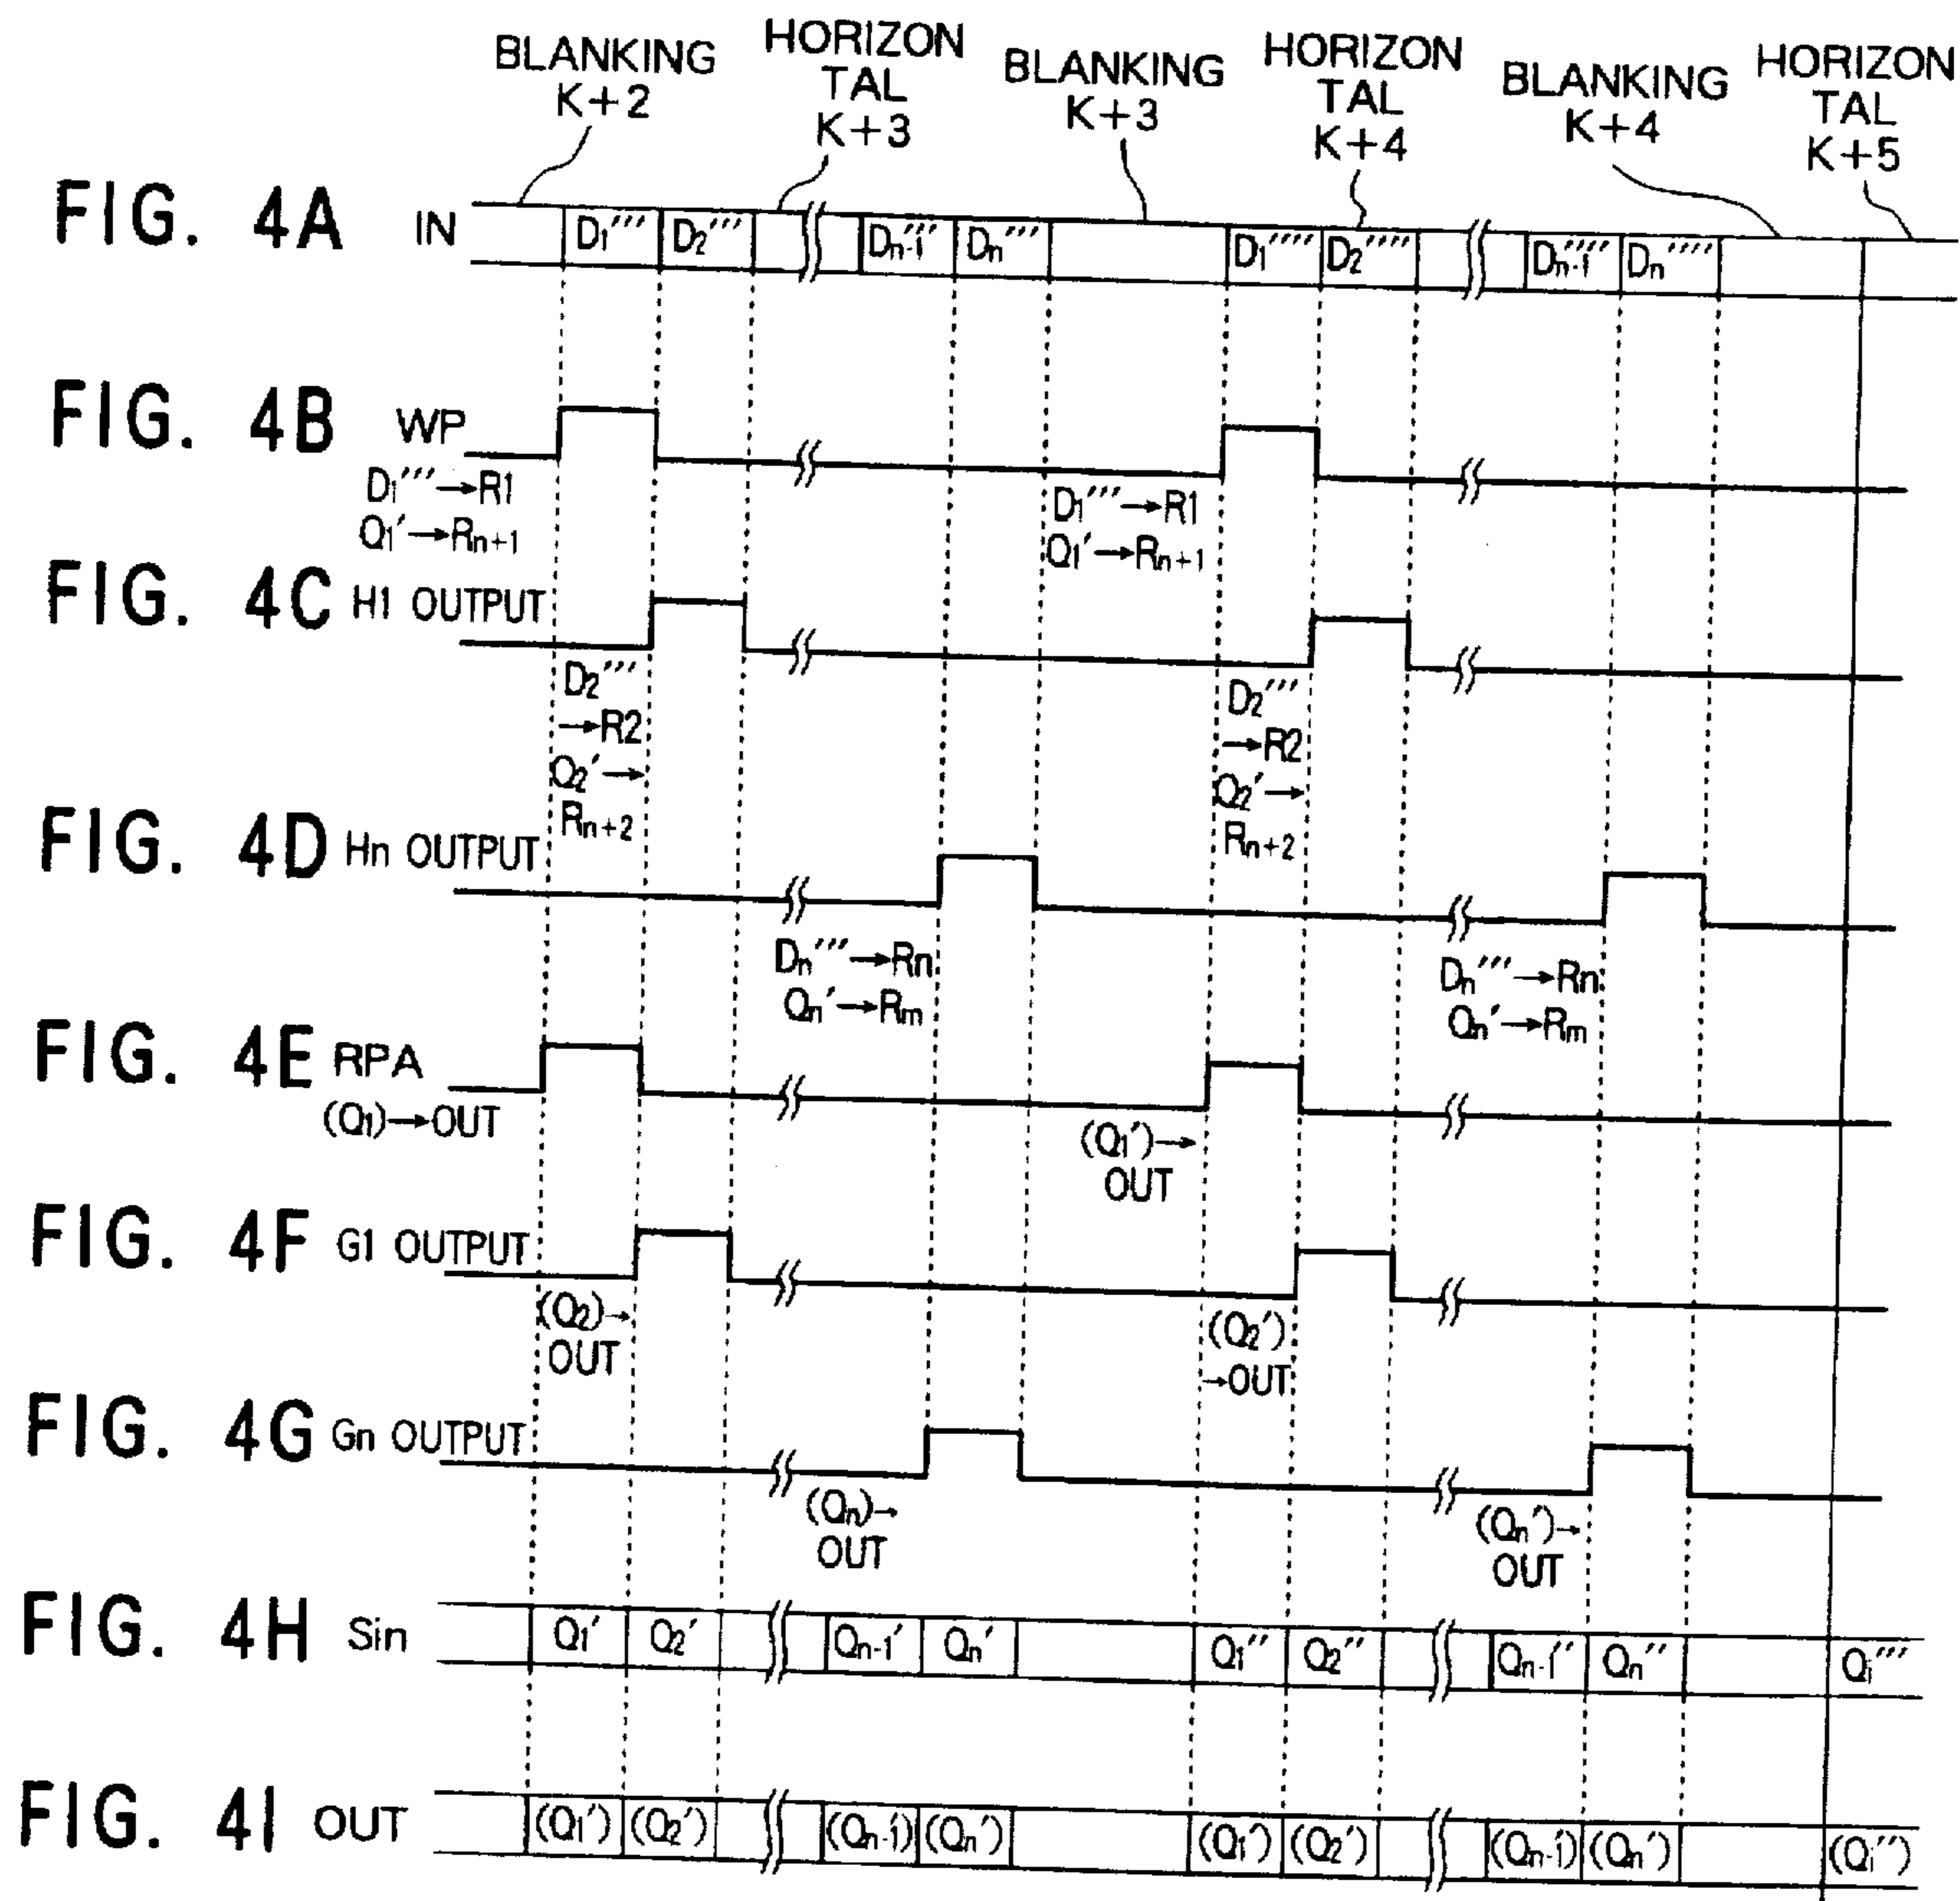 BLANKING
K+2
HORIZON
TAL
K+3
BLANKING
K+3
HORIZON
TAL
K+4
BLANKING
K+4
HORIZON
TAL
K+5
FIG. 4A IN D1''' D2''' Dn-1''' Dn''' D1'''' D2'''' Dn-1'''' Dn''''
FIG. 4B WP
D1'''→R1
Q1'→Rn+1
D1'''→R1
Q1'→Rn+1
FIG. 4C H1 OUTPUT
D2'''
→R2
Q2'→
Rn+2
D2'''
→R2
Q2'→
Rn+2
FIG. 4D Hn OUTPUT
Dn'''→Rn
Qn'→Rm
Dn'''→Rn
Qn'→Rm
FIG. 4E RPA
(Q1)→OUT
(Q1')→
OUT
FIG. 4F G1 OUTPUT
(Q2)→
OUT
(Q2')
→OUT
FIG. 4G Gn OUTPUT
(Qn)→
OUT
(Qn')→
OUT
FIG. 4H Sin Q1' Q2' Qn-1' Qn' Q1'' Q2'' Qn-1'' Qn'' Q1'''
FIG. 4I OUT (Q1') (Q2') (Qn-1') (Qn') (Q1') (Q2') (Qn-1') (Qn') (Q1'')